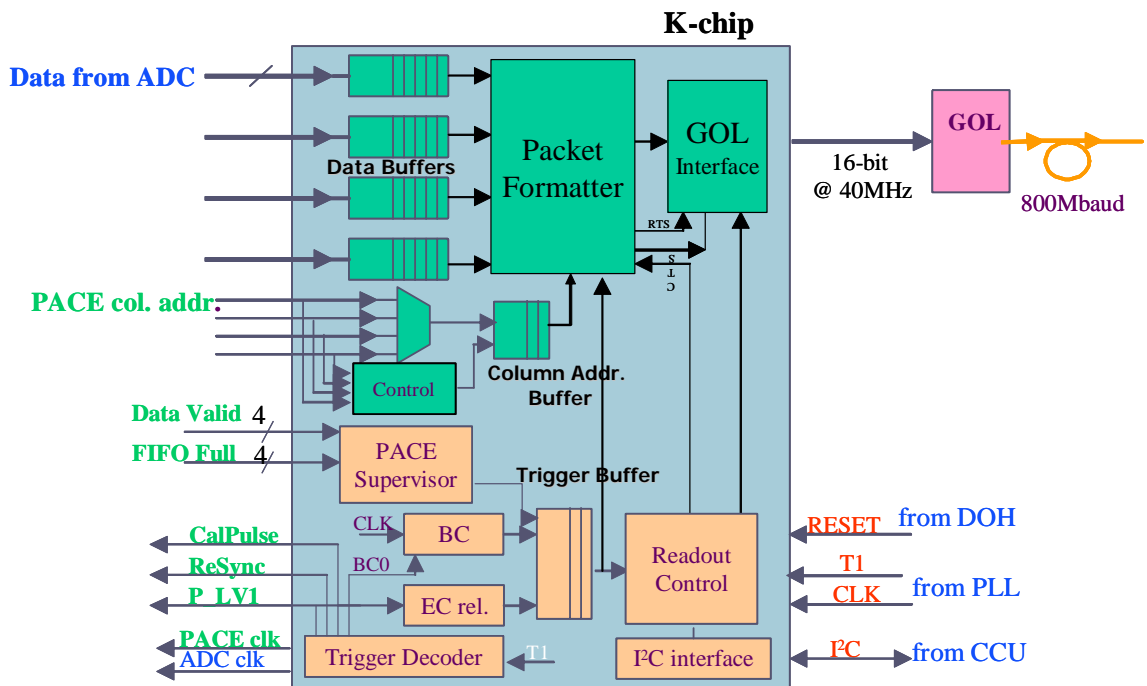 K-chip
Data from ADC
Data Buffers
Packet
Formatter
GOL
Interface
GOL
16-bit
@ 40MHz
800Mbaud
RTS
CTS
PACE col. addr.
Control
Column Addr.
Buffer
Data Valid 4
FIFO Full 4
PACE
Supervisor
Trigger Buffer
CLK
BC
BC0
EC rel.
Readout
Control
CalPulse
ReSync
P_LV1
PACE clk
ADC clk
Trigger Decoder
T1
I²C interface
RESET from DOH
T1
CLK
from PLL
I²C from CCU